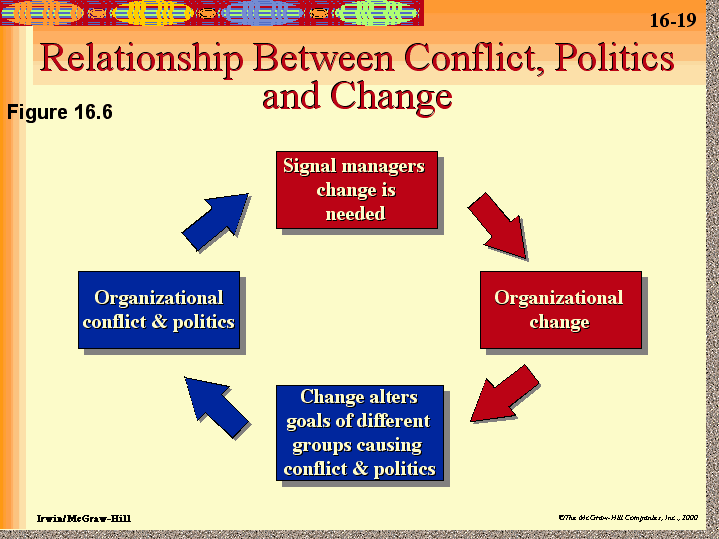 16-19
Relationship Between Conflict, Politics
and Change
Figure 16.6
Signal managers
change is
needed
Organizational
conflict & politics
Organizational
change
Change alters
goals of different
groups causing
conflict & politics
Irwin/McGraw-Hill
©The McGraw-Hill Companies, Inc., 2000